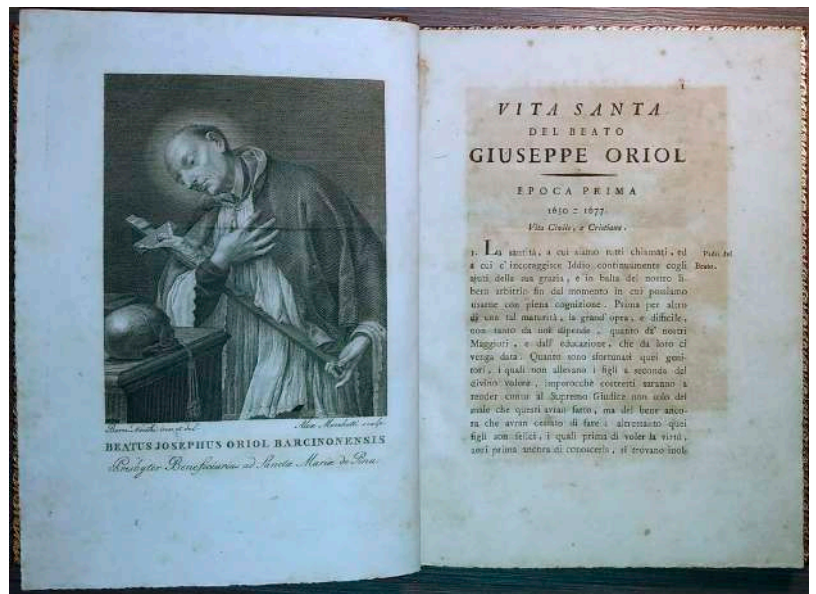 inv. et del.
Alex. Mochetti sculp.
BEATUS JOSEPHUS ORIOL BARCINONENSIS
Presbyter Beneficiarius ad Sanctæ Mariæ de Pinu.
1
VITA SANTA
DEL BEATO
GIUSEPPE ORIOL
EPOCA PRIMA
1650 = 1677.
Vita Civile, e Cristiana.
1. La santità, a cui siamo tutti chiamati, ed
a cui c' incoraggisce Iddio continuamente cogli
ajuti della sua grazia, è in balìa del nostro li-
bero arbitrio fin dal momento in cui possiamo
usarne con piena cognizione. Prima per altro
di una tal maturità, la grand' opra, e difficile,
non tanto da noi dipende, quanto da' nostri
Maggiori, e dall' educazione, che da loro ci
venga data. Quanto sono sfortunati quei geni-
tori, i quali non allevano i figli a seconda del
divino volere, imperocchè costretti saranno a
render conto al Supremo Giudice non solo del
male che questi avran fatto, ma del bene anco-
ra che avran cessato di fare: altrettanto quei
figli son felici, i quali prima di voler la virtù,
anzi prima ancora di conoscerla, si trovano
Padri del
Beato.